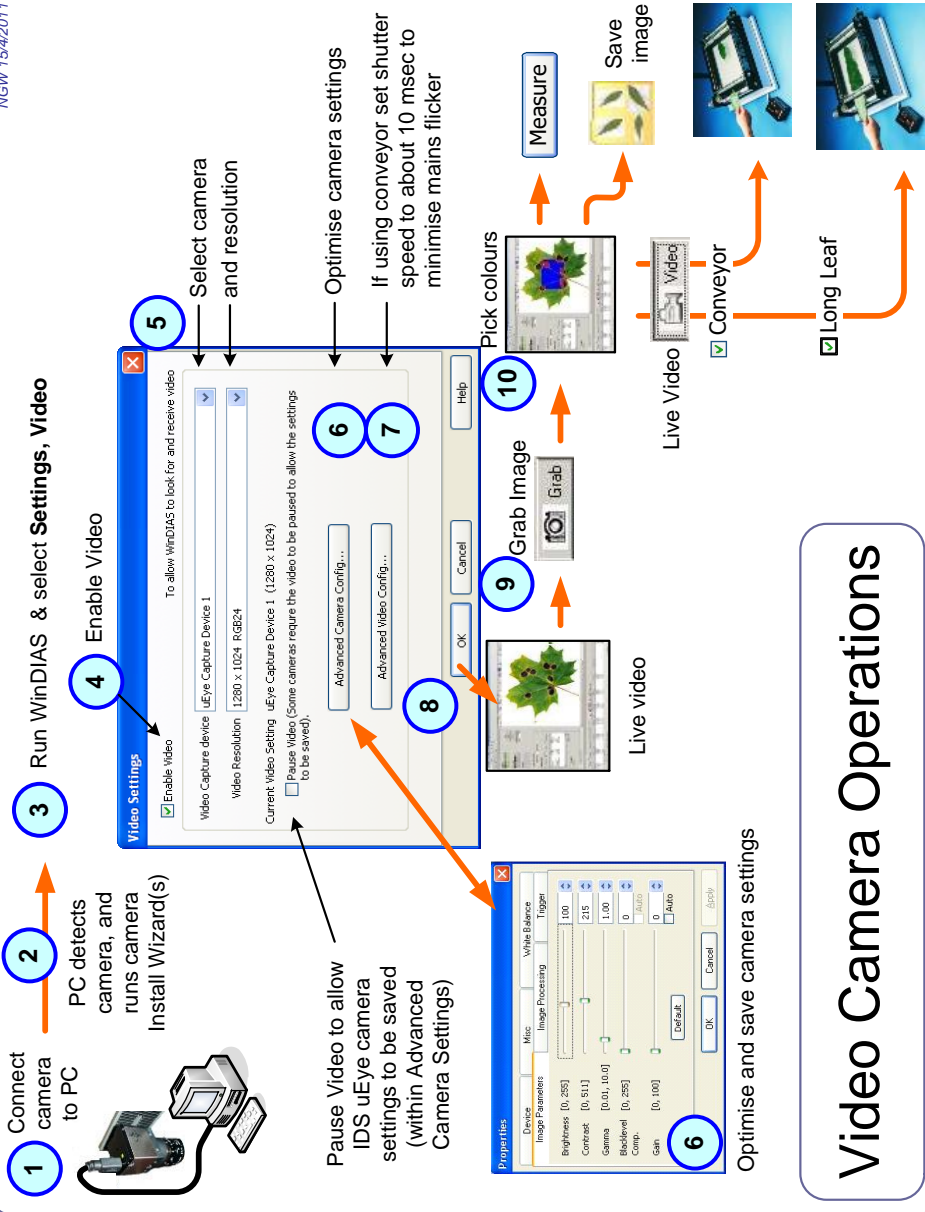 NGW 15/4/2011
1
Connect
camera
to PC
2
PC detects
camera, and
runs camera
Install Wizard(s)
3
Run WinDIAS & select Settings, Video
4
Enable Video
5
Video Settings
Enable Video
To allow WinDIAS to look for and receive video
Video Capture device uEye Capture Device 1
Video Resolution 1280 x 1024 RGB24
Current Video Setting uEye Capture Device 1 (1280 x 1024)
Pause Video (Some cameras requre the video to be paused to allow the settings
to be saved).
Advanced Camera Config...
Advanced Video Config...
6
7
OK
Cancel
Help
Select camera
and resolution
Optimise camera settings
If using conveyor set shutter
speed to about 10 msec to
minimise mains flicker
Pause Video to allow
IDS uEye camera
settings to be saved
(within Advanced
Camera Settings)
Properties
Device
Misc
White Balance
Image Parameters
Image Processing
Trigger
Brightness [0, 255] 100
Contrast [0, 511] 215
Gamma [0.01, 10.0] 1.00
Blacklevel [0, 255] 0
Comp.
Auto
Gain [0, 100] 0
Auto
Default
OK
Cancel
Apply
6
Optimise and save camera settings
8
Live video
9
Grab Image
Grab
10
Pick colours
Measure
Save
image
Live Video
Video
Conveyor
Long Leaf
Video Camera Operations